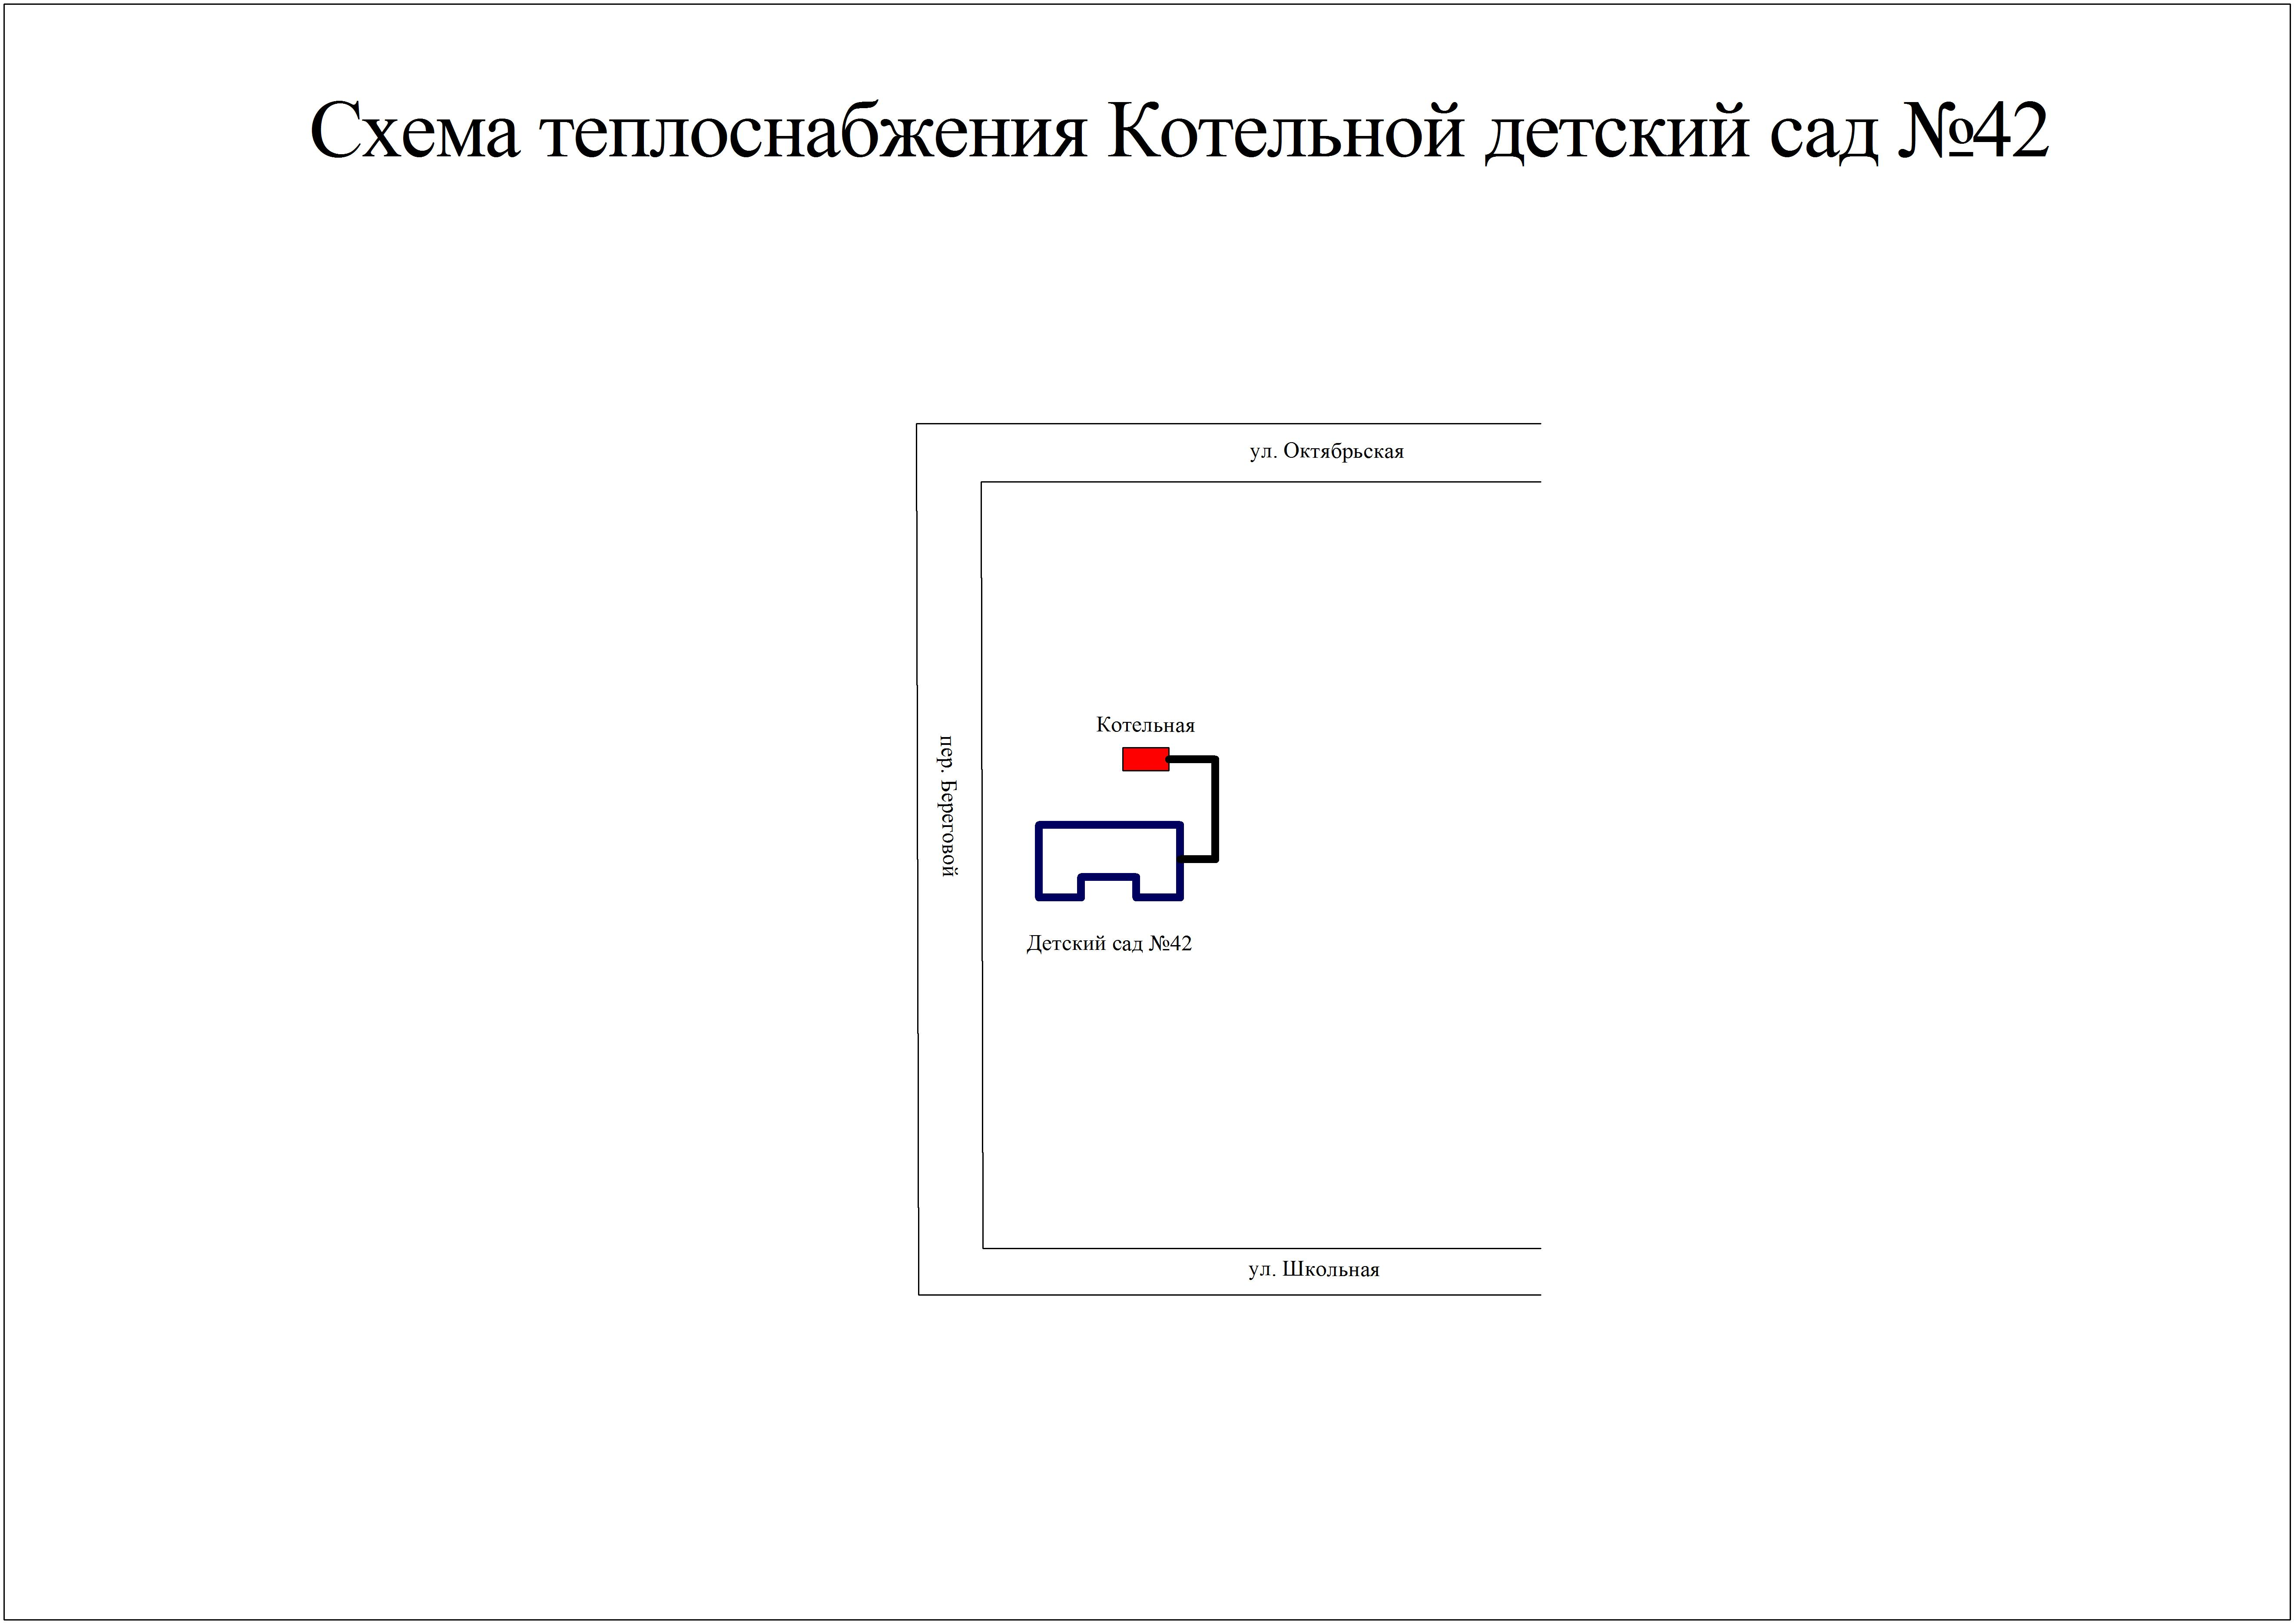 Схема теплоснабжения Котельной детский сад №42
ул. Октябрьская
Котельная
пер. Береговой
Детский сад №42
ул. Школьная